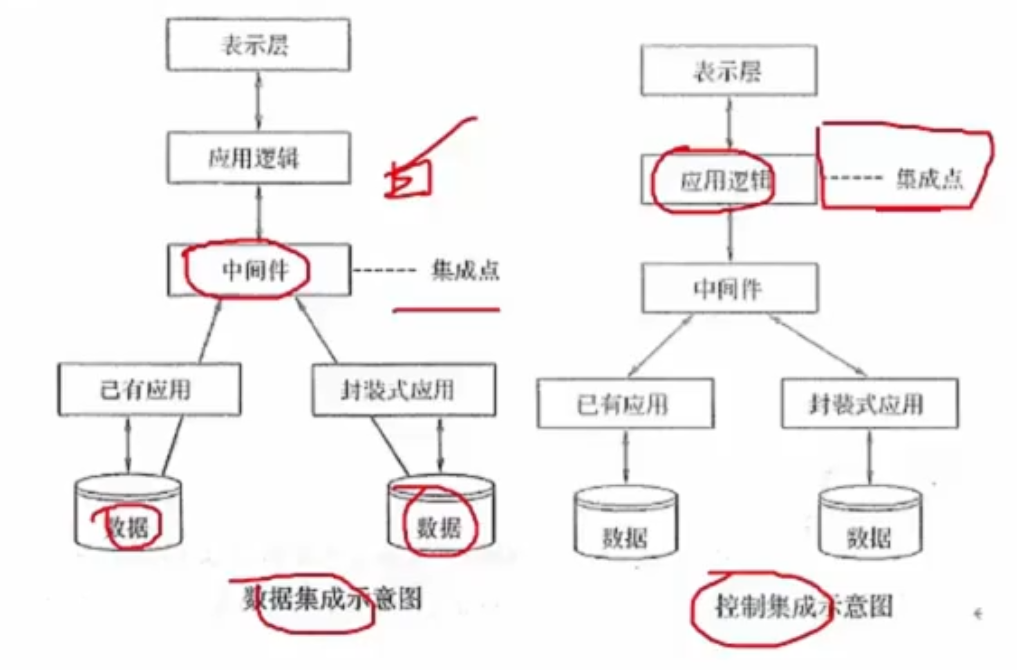 表示层
应用逻辑
中间件
集成点
已有应用
封装式应用
数据
数据
数据集成示意图
表示层
应用逻辑
集成点
中间件
已有应用
封装式应用
数据
数据
控制集成示意图